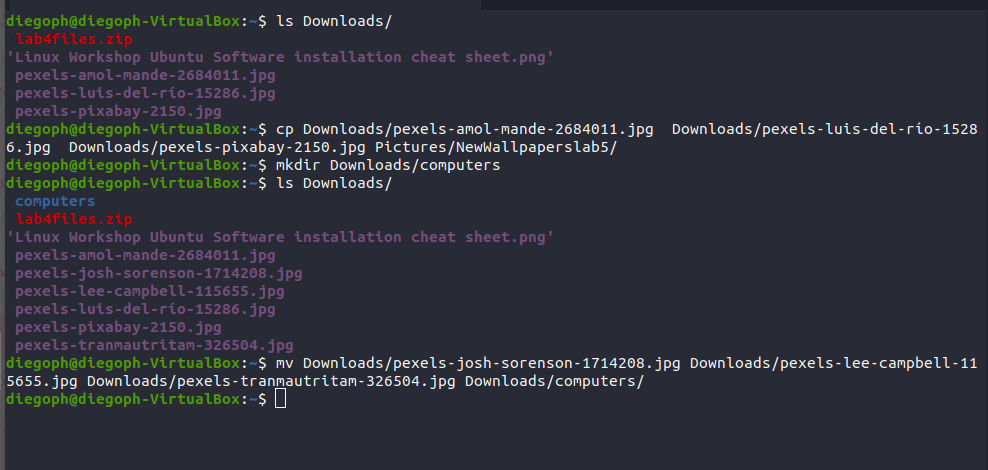 diegoph@diegoph-VirtualBox:~$ ls Downloads/
lab4files.zip
'Linux Workshop Ubuntu Software installation cheat sheet.png'
pexels-amol-mande-2684011.jpg
pexels-luis-del-río-15286.jpg
pexels-pixabay-2150.jpg
diegoph@diegoph-VirtualBox:~$ cp Downloads/pexels-amol-mande-2684011.jpg  Downloads/pexels-luis-del-río-1528
6.jpg  Downloads/pexels-pixabay-2150.jpg Pictures/NewWallpaperslab5/
diegoph@diegoph-VirtualBox:~$ mkdir Downloads/computers
diegoph@diegoph-VirtualBox:~$ ls Downloads/
computers
lab4files.zip
'Linux Workshop Ubuntu Software installation cheat sheet.png'
pexels-amol-mande-2684011.jpg
pexels-josh-sorenson-1714208.jpg
pexels-lee-campbell-115655.jpg
pexels-luis-del-río-15286.jpg
pexels-pixabay-2150.jpg
pexels-tranmautritam-326504.jpg
diegoph@diegoph-VirtualBox:~$ mv Downloads/pexels-josh-sorenson-1714208.jpg Downloads/pexels-lee-campbell-11
5655.jpg Downloads/pexels-tranmautritam-326504.jpg Downloads/computers/
diegoph@diegoph-VirtualBox:~$